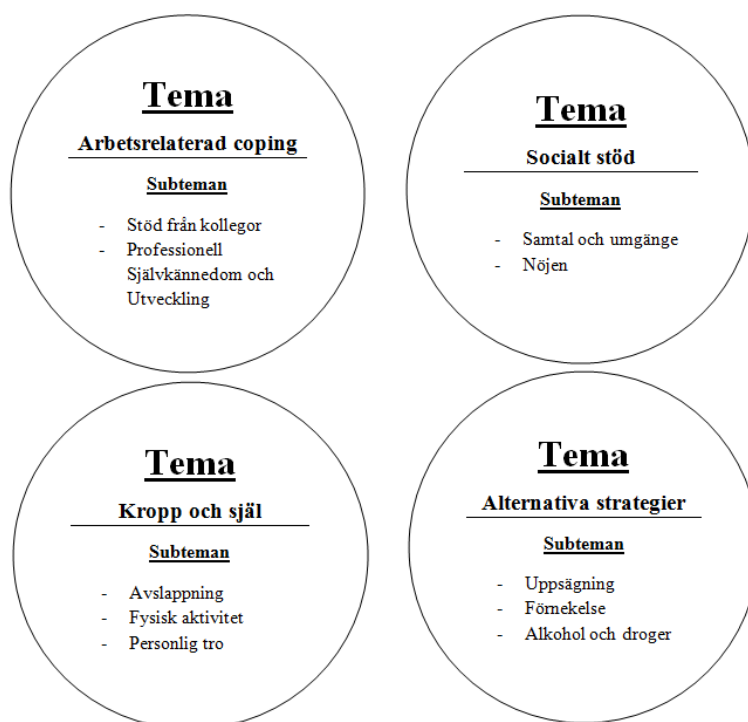 Tema
Arbetsrelaterad coping
Subteman
- Stöd från kollegor
- Professionell
Självkännedom och
Utveckling
Tema
Socialt stöd
Subteman
- Samtal och umgänge
- Nöjen
Tema
Kropp och själ
Subteman
- Avslappning
- Fysisk aktivitet
- Personlig tro
Tema
Alternativa strategier
Subteman
- Uppsägning
- Förnekelse
- Alkohol och droger